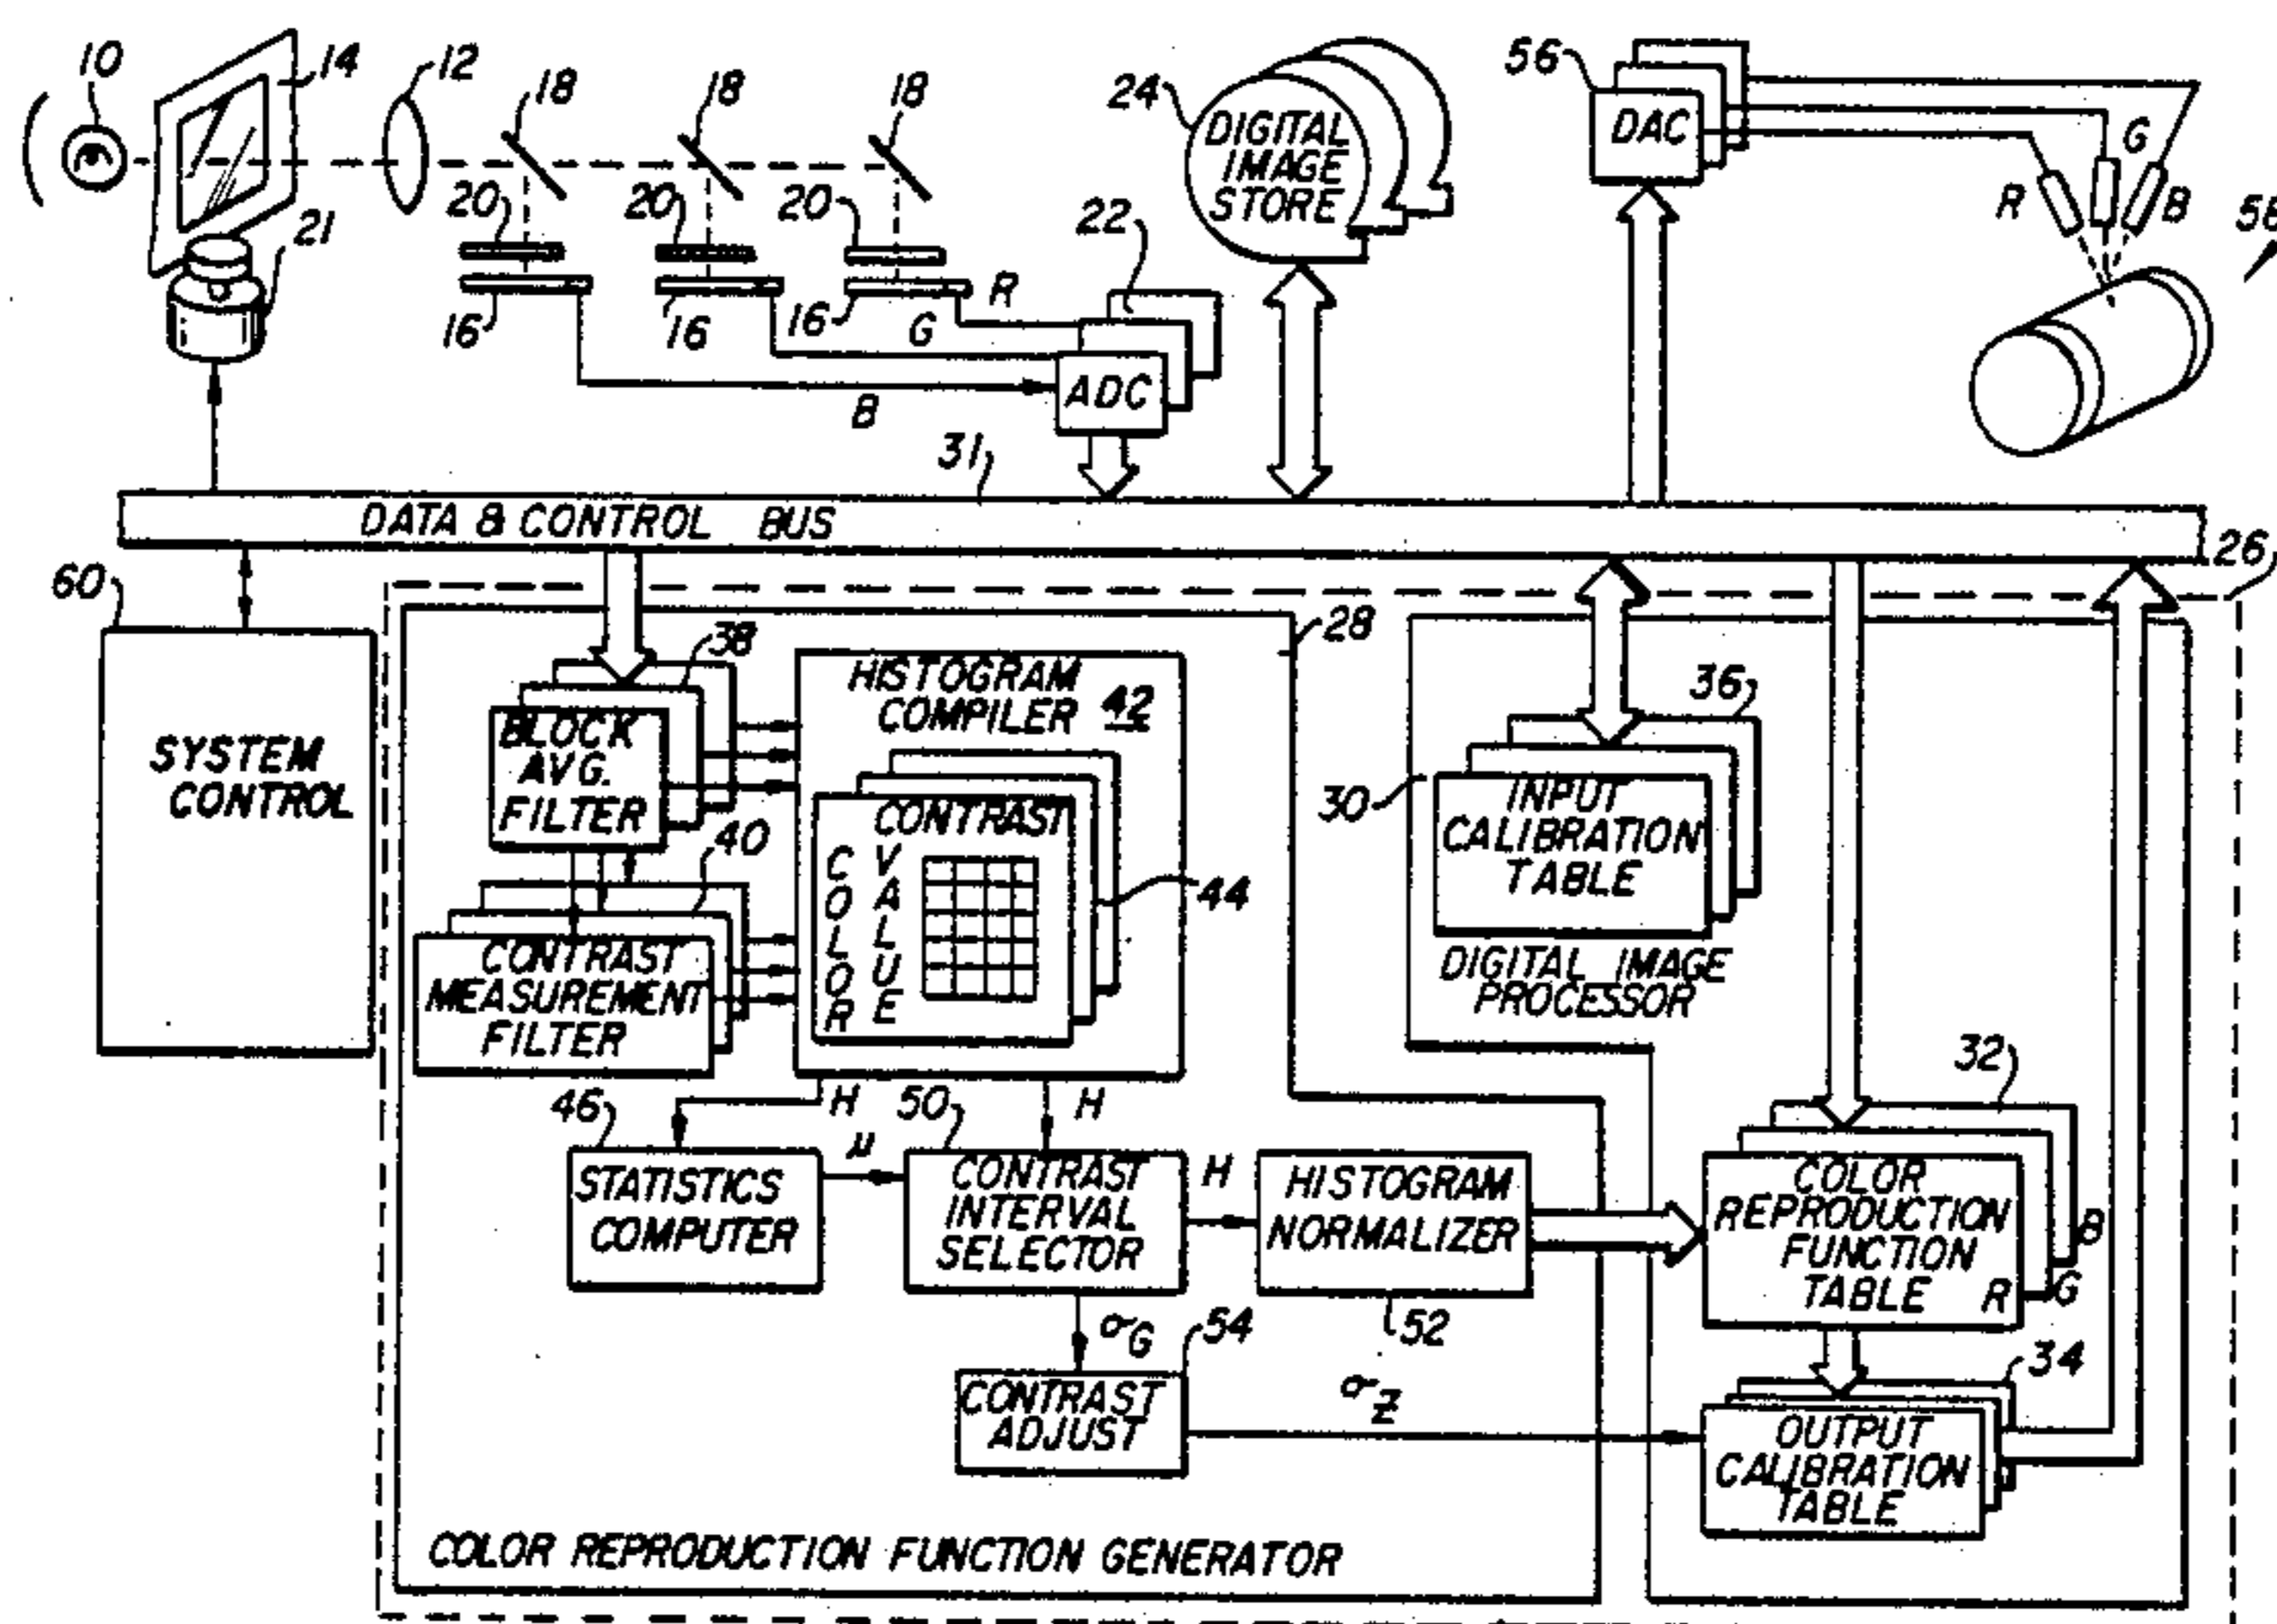 10
14
12
18
18
18
24
DIGITAL
IMAGE
STORE
56
DAC
R
G
B
58
20
20
20
22
21
16
16
16
R
G
B
ADC
31
DATA & CONTROL BUS
26
60
SYSTEM
CONTROL
28
38
BLOCK
AVG.
FILTER
HISTOGRAM
COMPILER 42
36
30
INPUT
CALIBRATION
TABLE
DIGITAL IMAGE
PROCESSOR
40
CONTRAST
COLOR
VALUE
44
CONTRAST
MEASUREMENT
FILTER
32
46
H
50
H
STATISTICS
COMPUTER
μ
CONTRAST
INTERVAL
SELECTOR
H
HISTOGRAM
NORMALIZER
52
COLOR
REPRODUCTION
FUNCTION
TABLE
R
G
B
σG
54
CONTRAST
ADJUST
σZ
34
OUTPUT
CALIBRATION
TABLE
COLOR REPRODUCTION FUNCTION GENERATOR